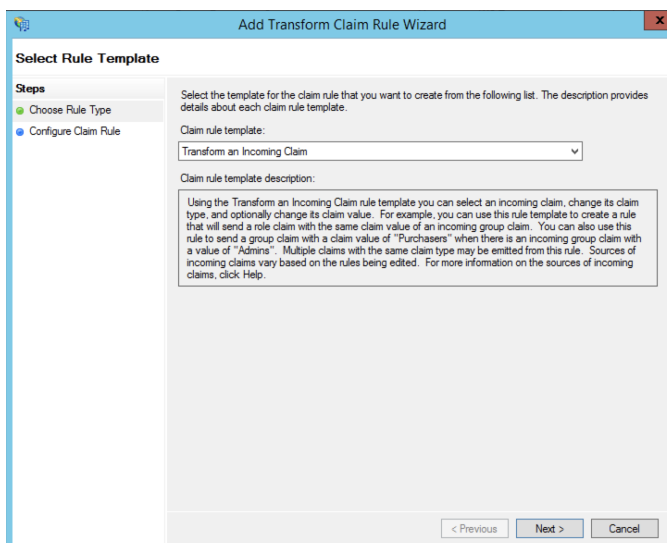 Add Transform Claim Rule Wizard
x
Select Rule Template
Steps
Choose Rule Type
Configure Claim Rule
Select the template for the claim rule that you want to create from the following list. The description provides
details about each claim rule template.
Claim rule template:
Transform an Incoming Claim
Claim rule template description:
Using the Transform an Incoming Claim rule template you can select an incoming claim, change its claim
type, and optionally change its claim value. For example, you can use this rule template to create a rule
that will send a role claim with the same claim value of an incoming group claim. You can also use this
rule to send a group claim with a claim value of "Purchasers" when there is an incoming group claim with
a value of "Admins". Multiple claims with the same claim type may be emitted from this rule. Sources of
incoming claims vary based on the rules being edited. For more information on the sources of incoming
claims, click Help.
< Previous
Next >
Cancel